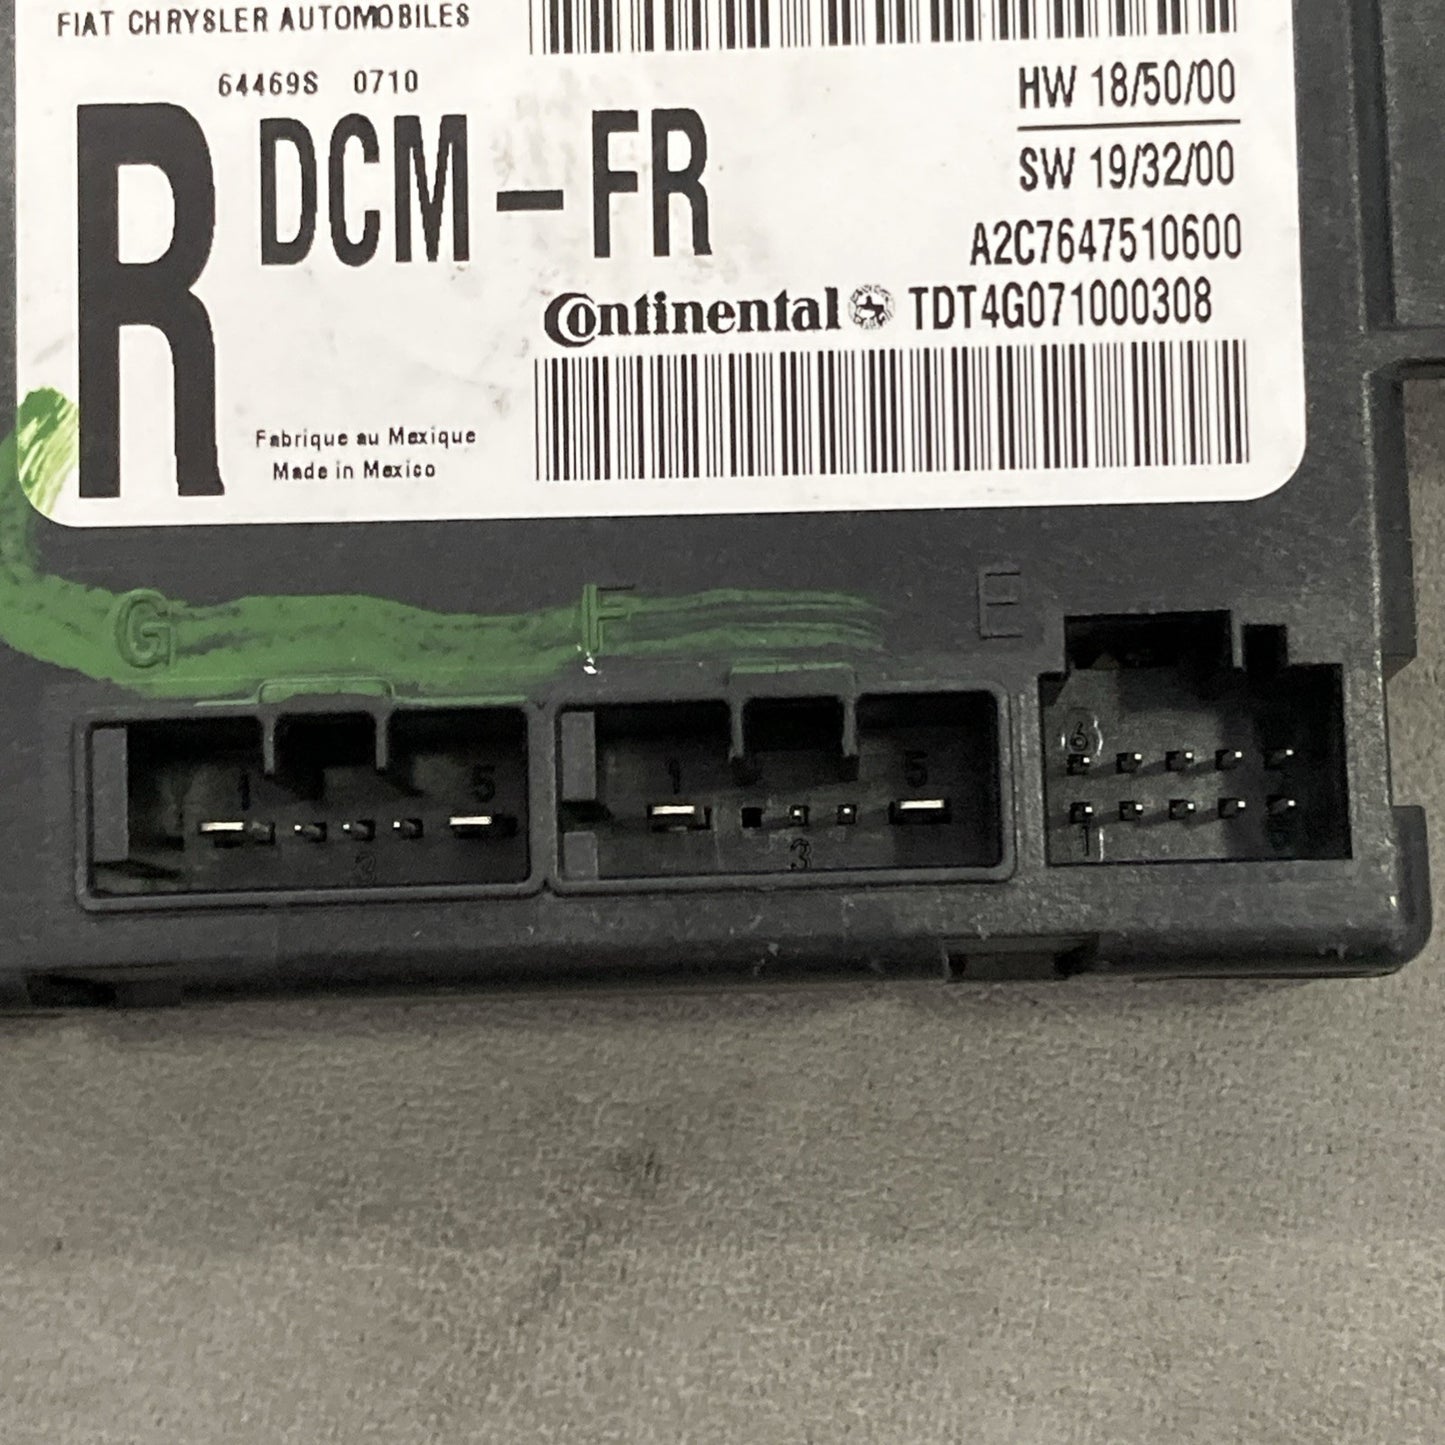 FIAT CHRYSLER AUTOMOBILES
64469S 0710
HW 18/50/00
R DCM-FR
SW 19/32/00
A2C7647510600
Continental TDT4G071000308
Fabrique au Mexique
Made in Mexico
G F E
1 5 1 5 6
3 3 1